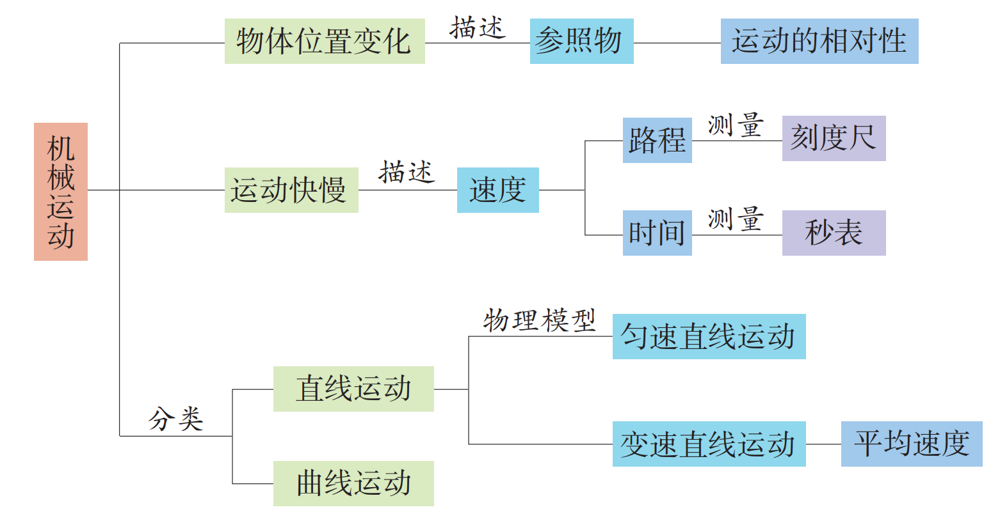 机械运动
物体位置变化
描述
参照物
运动的相对性
运动快慢
描述
速度
路程
测量
刻度尺
时间
测量
秒表
分类
直线运动
物理模型
匀速直线运动
变速直线运动
平均速度
曲线运动